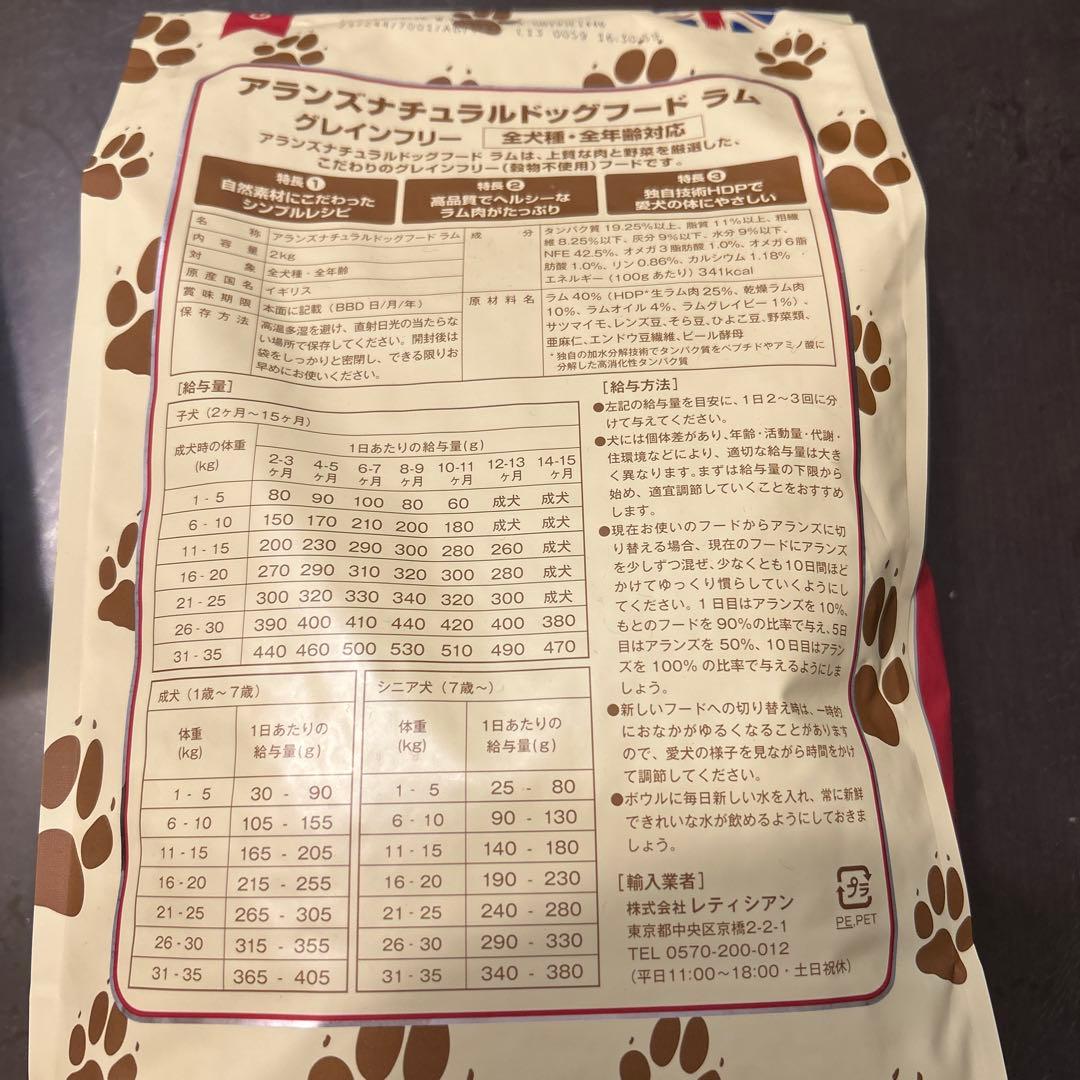 アランズナチュラルドッグフード ラム
グレインフリー 全犬種・全年齢対応
アランズナチュラルドッグフード ラムは、上質な肉と野菜を厳選した、
こだわりのグレインフリー(穀物不使用)フードです。
特長1
自然素材にこだわった
シンプルレシピ
特長2
高品質でヘルシーな
ラム肉がたっぷり
特長3
独自技術HDPで
愛犬の体にやさしい
名称 アランズナチュラルドッグフード ラム
内容量 2kg
対象 全犬種・全年齢
原産国名 イギリス
賞味期限 本面に記載(BBD 日/月/年)
保存方法 高温多湿を避け、直射日光の当たらな
い場所で保存してください。開封後は
袋をしっかりと密閉し、できる限りお
早めにお使いください。
成分 タンパク質 19.25%以上、脂質 11%以上、粗繊
維 8.25%以下、灰分 9%以下、水分 9%以下、
NFE 42.5%、オメガ3脂肪酸 1.0%、オメガ6脂
肪酸 1.0%、リン 0.86%、カルシウム 1.18%
エネルギー(100gあたり)341kcal
原材料名 ラム 40%(HDP*生ラム肉 25%、乾燥ラム肉
10%、ラムオイル 4%、ラムグレイビー 1%)、
サツマイモ、レンズ豆、そら豆、ひよこ豆、野菜類、
亜麻仁、エンドウ豆繊維、ビール酵母
*独自の加水分解技術でタンパク質をペプチドやアミノ酸に
分解した高消化性タンパク質
[給与量]
子犬(2ヶ月〜15ヶ月)
成犬時の体重
(kg)
1日あたりの給与量(g)
2-3ヶ月 4-5ヶ月 6-7ヶ月 8-9ヶ月 10-11ヶ月 12-13ヶ月 14-15ヶ月
1 - 5 80 90 100 80 60 成犬 成犬
6 - 10 150 170 210 200 180 成犬 成犬
11 - 15 200 230 290 300 280 260 成犬
16 - 20 270 290 310 320 300 280 成犬
21 - 25 300 320 330 340 320 300 成犬
26 - 30 390 400 410 440 420 400 380
31 - 35 440 460 500 530 510 490 470
成犬(1歳〜7歳)
体重
(kg)
1日あたりの
給与量(g)
1 - 5 30 - 90
6 - 10 105 - 155
11 - 15 165 - 205
16 - 20 215 - 255
21 - 25 265 - 305
26 - 30 315 - 355
31 - 35 365 - 405
シニア犬(7歳〜)
体重
(kg)
1日あたりの
給与量(g)
1 - 5 25 - 80
6 - 10 90 - 130
11 - 15 140 - 180
16 - 20 190 - 230
21 - 25 240 - 280
26 - 30 290 - 330
31 - 35 340 - 380
[給与方法]
●左記の給与量を目安に、1日2〜3回に分
けて与えてください。
●犬には個体差があり、年齢・活動量・代謝・
住環境などにより、適切な給与量は大き
く異なります。まずは給与量の下限から
始め、適宜調節していくことをおすすめ
します。
●現在お使いのフードからアランズに切
り替える場合、現在のフードにアランズ
を少しずつ混ぜ、少なくとも10日間ほど
かけてゆっくり慣らしていくようにし
てください。1日目はアランズを10%、
もとのフードを90%の比率で与え、5日
目はアランズを50%、10日目はアラン
ズを100%の比率で与えるようにしま
しょう。
●新しいフードへの切り替え時は、一時的
におなかがゆるくなることがあります
ので、愛犬の様子を見ながら時間をかけ
て調節してください。
●ボウルに毎日新しい水を入れ、常に新鮮
できれいな水が飲めるようにしておきま
しょう。
[輸入業者]
株式会社レティシアン
東京都中央区京橋2-2-1
TEL 0570-200-012
(平日11:00〜18:00・土日祝休)
プラ
PE,PET